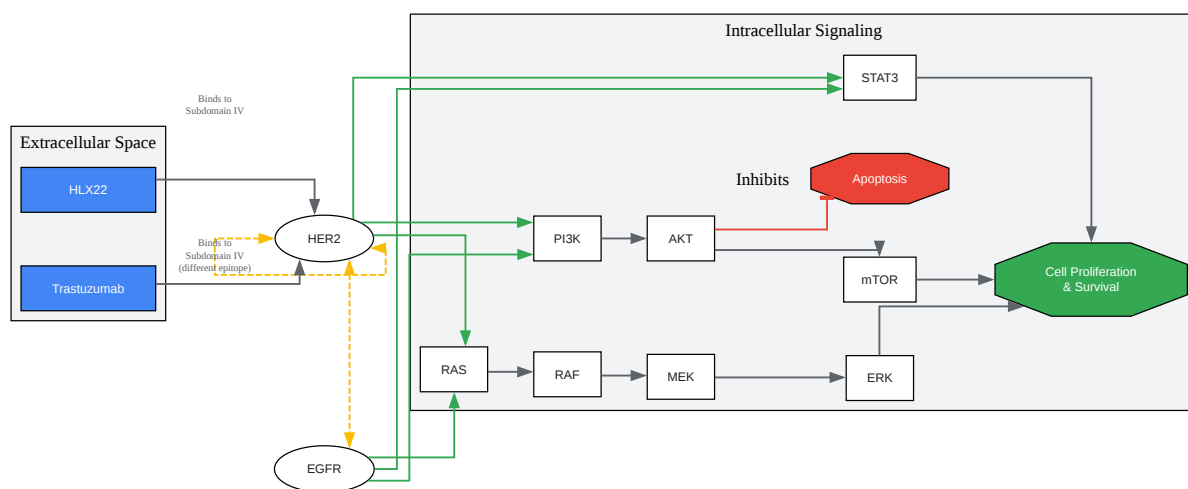 Intracellular Signaling
STAT3
Binds to
Subdomain IV
Extracellular Space
HLX22
Inhibits
Apoptosis
HER2
PI3K
AKT
Binds to
Subdomain IV
(different epitope)
Trastuzumab
mTOR
Cell Proliferation
& Survival
RAS
RAF
MEK
ERK
EGFR